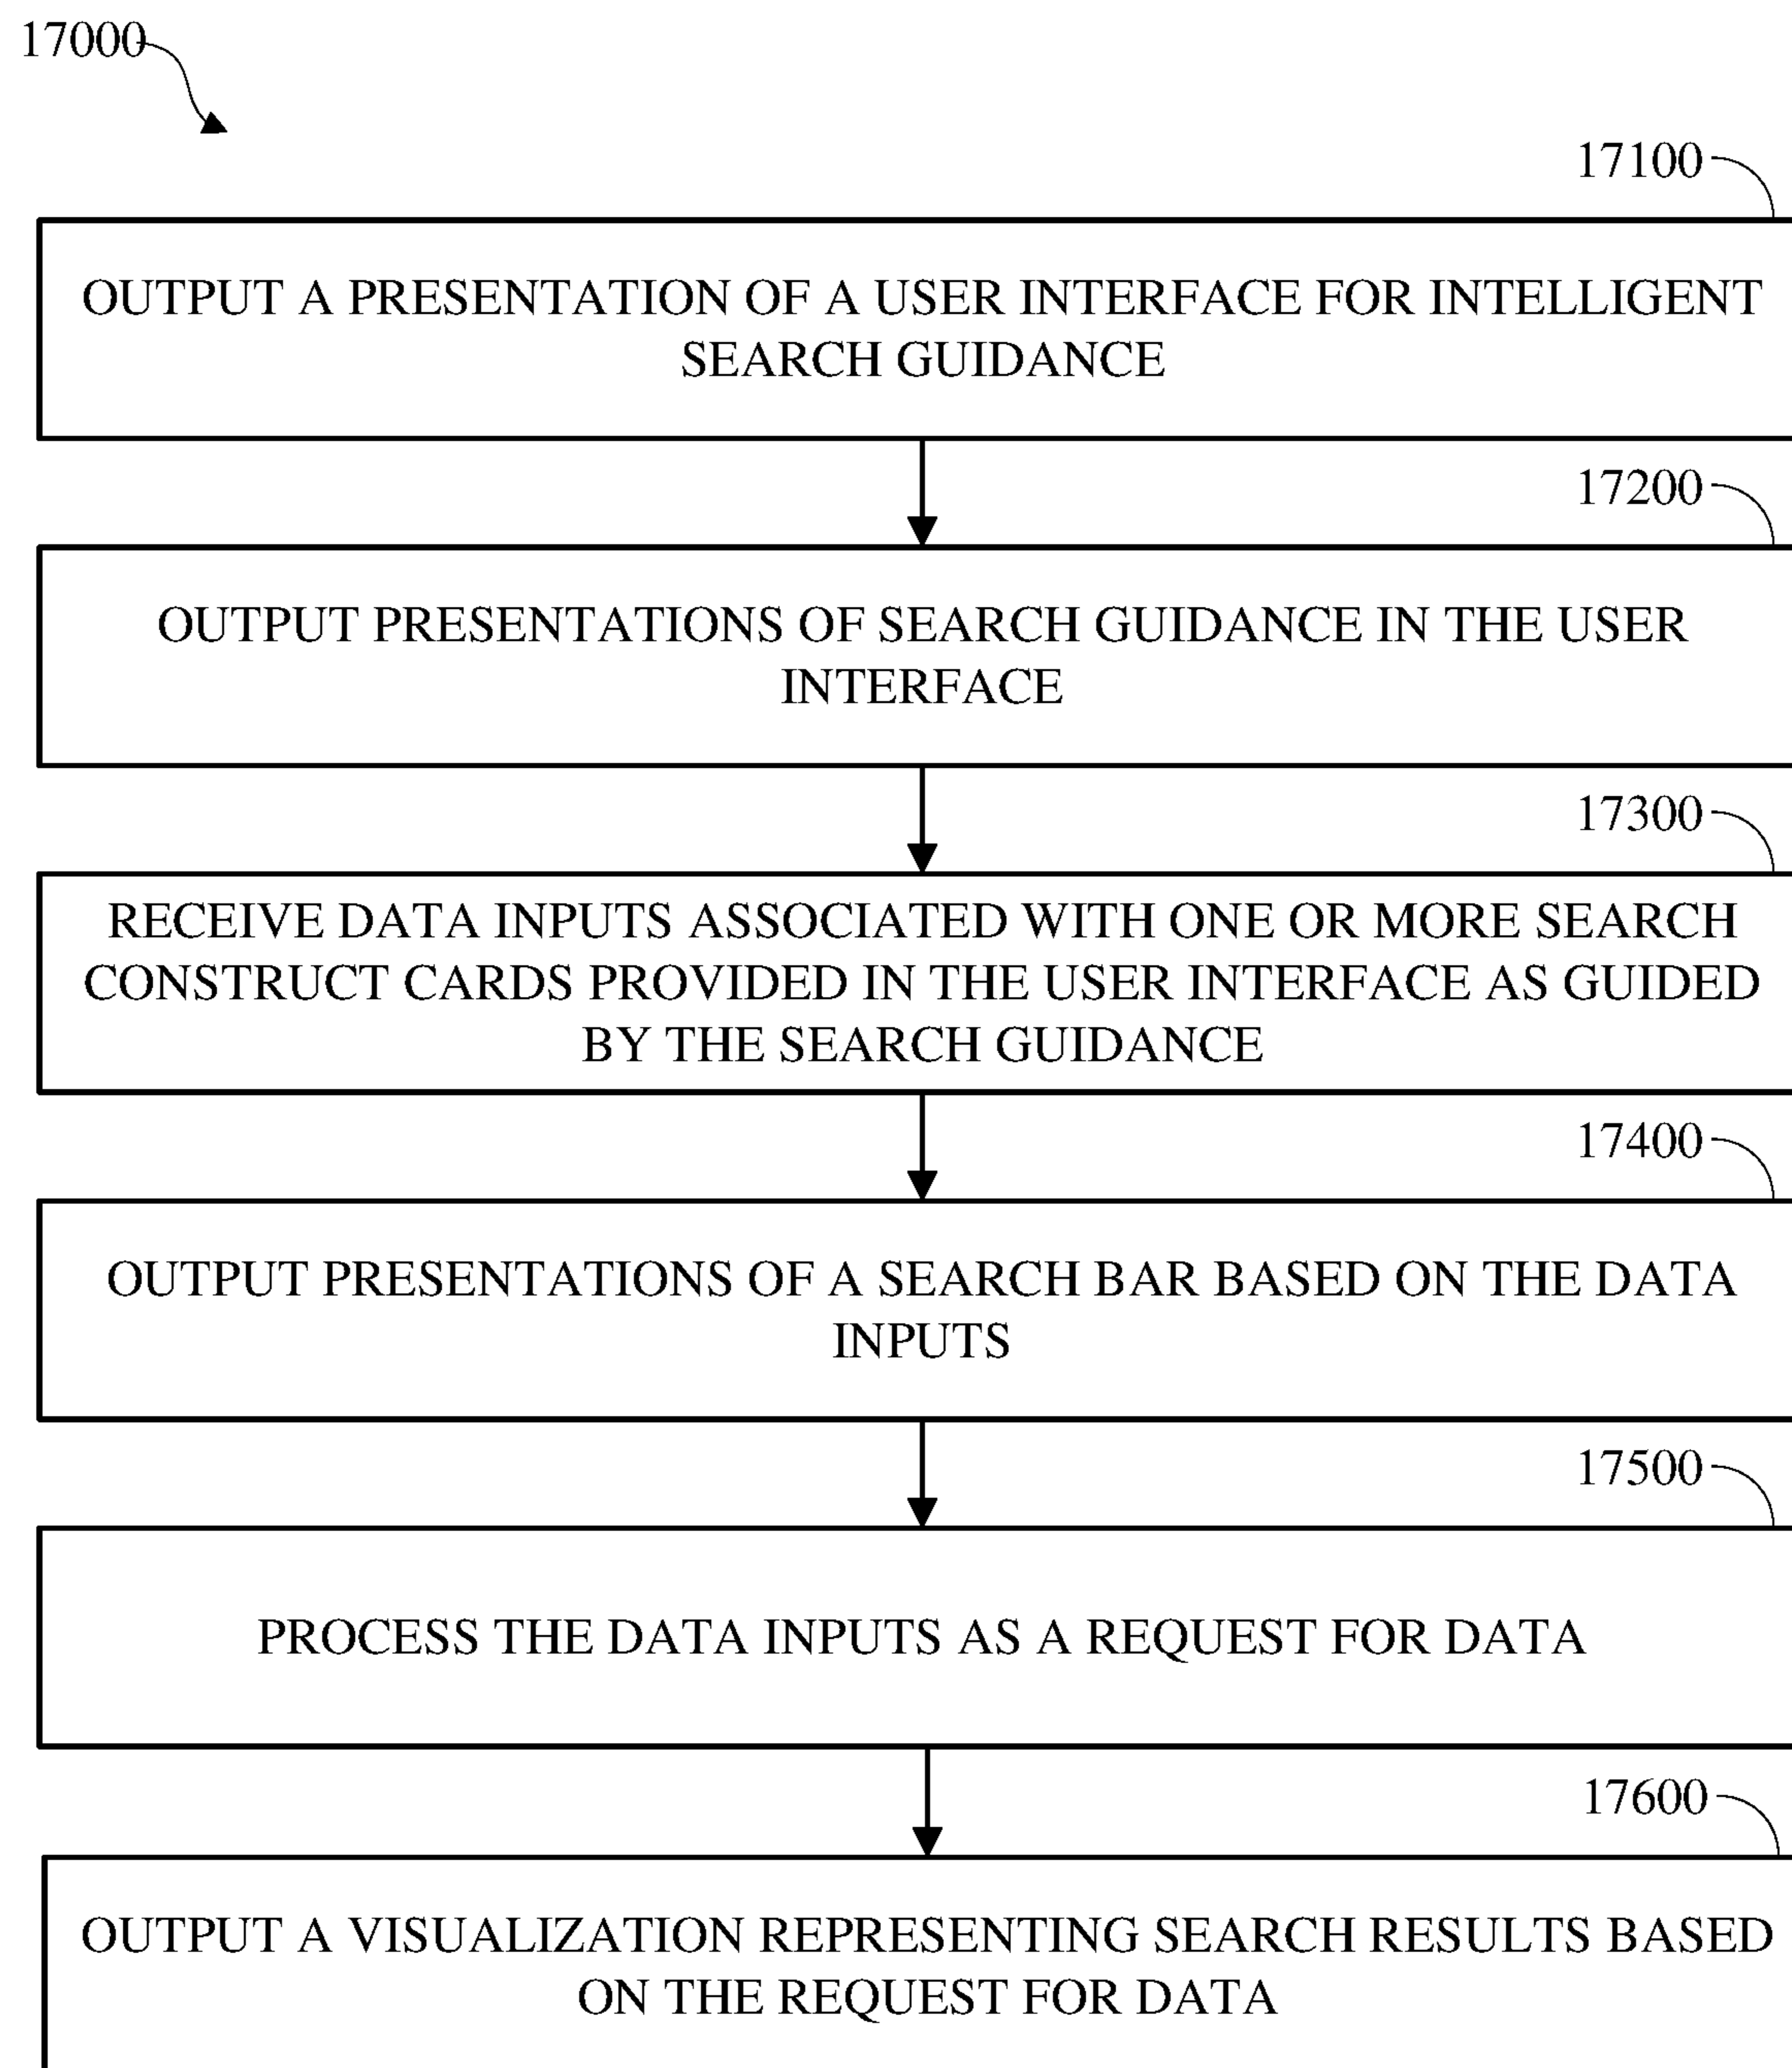 17000
17100
OUTPUT A PRESENTATION OF A USER INTERFACE FOR INTELLIGENT
SEARCH GUIDANCE
17200
OUTPUT PRESENTATIONS OF SEARCH GUIDANCE IN THE USER
INTERFACE
17300
RECEIVE DATA INPUTS ASSOCIATED WITH ONE OR MORE SEARCH
CONSTRUCT CARDS PROVIDED IN THE USER INTERFACE AS GUIDED
BY THE SEARCH GUIDANCE
17400
OUTPUT PRESENTATIONS OF A SEARCH BAR BASED ON THE DATA
INPUTS
17500
PROCESS THE DATA INPUTS AS A REQUEST FOR DATA
17600
OUTPUT A VISUALIZATION REPRESENTING SEARCH RESULTS BASED
ON THE REQUEST FOR DATA